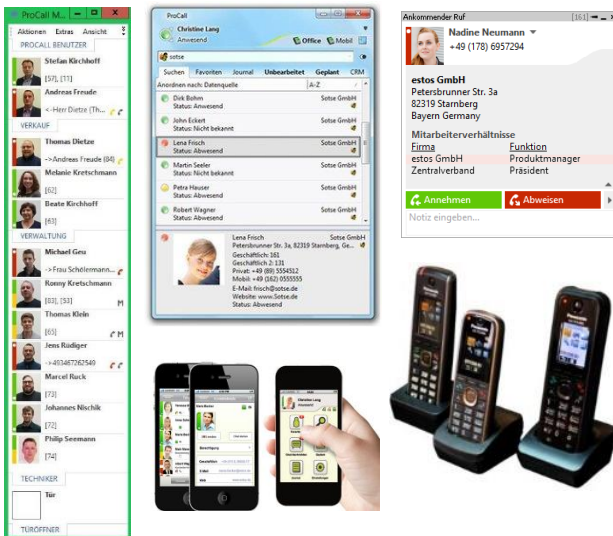 ProCall M...
Aktionen Extras Ansicht
PROCALL BENUTZER
Stefan Kirchhoff
[57], [11]
Andreas Freude
<-Herr Dietze (Th...
VERKAUF
Thomas Dietze
->Andreas Freude (84)
Melanie Kretschmann
[62]
Beate Kirchhoff
[63]
VERWALTUNG
Michael Geu
->Frau Schölermann...
Ronny Kretschmann
[83], [53] M
Thomas Klein
[65] M
Jens Rüdiger
->493467262549
Marcel Ruck
[73]
Johannes Nischik
[72]
Philip Seemann
[74]
TECHNIKER
Tür
TÜRÖFFNER
ProCall
Christine Lang
Anwesend
Office Mobil
sotse
Suchen Favoriten Journal Unbearbeitet Geplant CRM
Anordnen nach: Datenquelle A-Z
Dick Bohm Sotse GmbH
Status: Anwesend
John Eckert Sotse GmbH
Status: Nicht bekannt
Lena Frisch Sotse GmbH
Status: Abwesend
Martin Seeler Sotse GmbH
Status: Nicht bekannt
Petra Hauser Sotse GmbH
Status: Abwesend
Robert Wagner Sotse GmbH
Status: Abwesend
Lena Frisch Sotse GmbH
Petersbrunner Str. 3a, 82319 Starnberg, Ge...
Geschäftlich: 161
Geschäftlich 2: 131
Privat: +49 (89) 5554512
Mobil: +49 (162) 0555555
E-Mail: frisch@sotse.de
Website: www.Sotse.de
Status: Abwesend
Ankommender Ruf [161]
Nadine Neumann
+49 (178) 6957294
estos GmbH
Petersbrunner Str. 3a
82319 Starnberg
Bayern Germany
Mitarbeiterverhältnisse
Firma Funktion
estos GmbH Produktmanager
Zentralverband Präsident
Annehmen Abweisen
Notiz eingeben...
Christine Lang
Panasonic
Panasonic